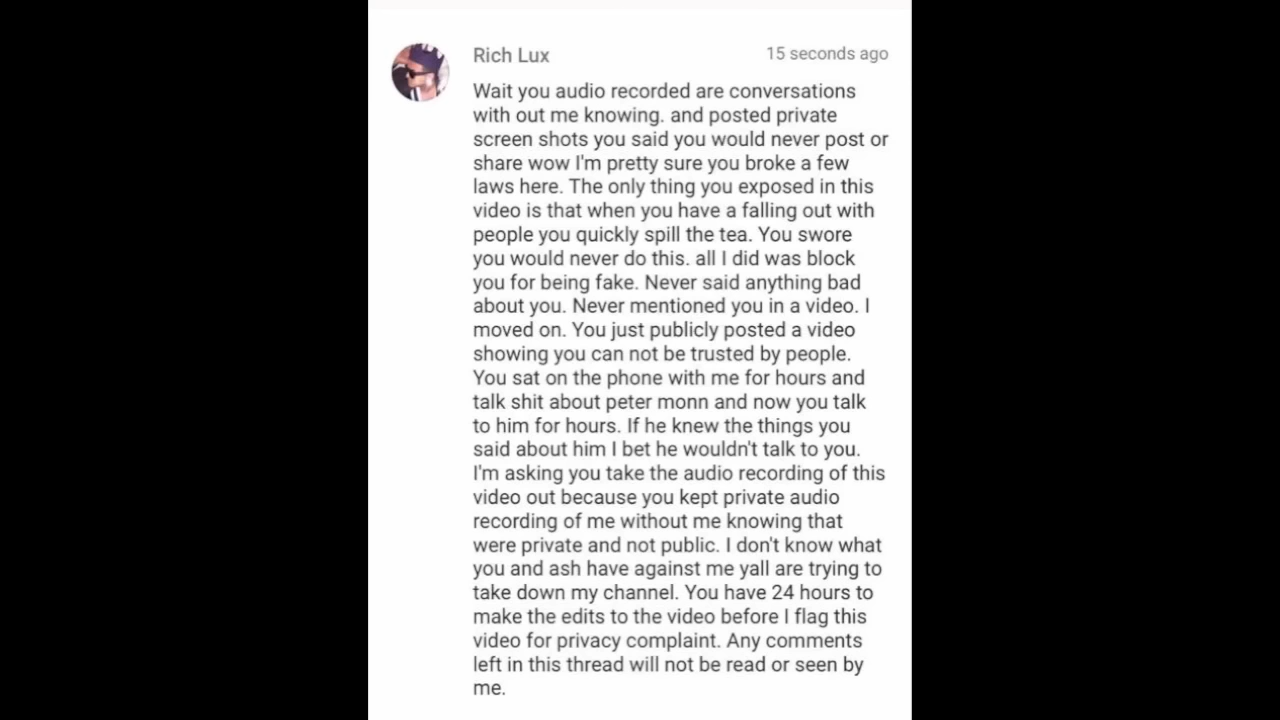 Rich Lux
15 seconds ago
Wait you audio recorded are conversations
with out me knowing. and posted private
screen shots you said you would never post or
share wow I'm pretty sure you broke a few
laws here. The only thing you exposed in this
video is that when you have a falling out with
people you quickly spill the tea. You swore
you would never do this. all I did was block
you for being fake. Never said anything bad
about you. Never mentioned you in a video. I
moved on. You just publicly posted a video
showing you can not be trusted by people.
You sat on the phone with me for hours and
talk shit about peter monn and now you talk
to him for hours. If he knew the things you
said about him I bet he wouldn't talk to you.
I'm asking you take the audio recording of this
video out because you kept private audio
recording of me without me knowing that
were private and not public. I don't know what
you and ash have against me yall are trying to
take down my channel. You have 24 hours to
make the edits to the video before I flag this
video for privacy complaint. Any comments
left in this thread will not be read or seen by
me.